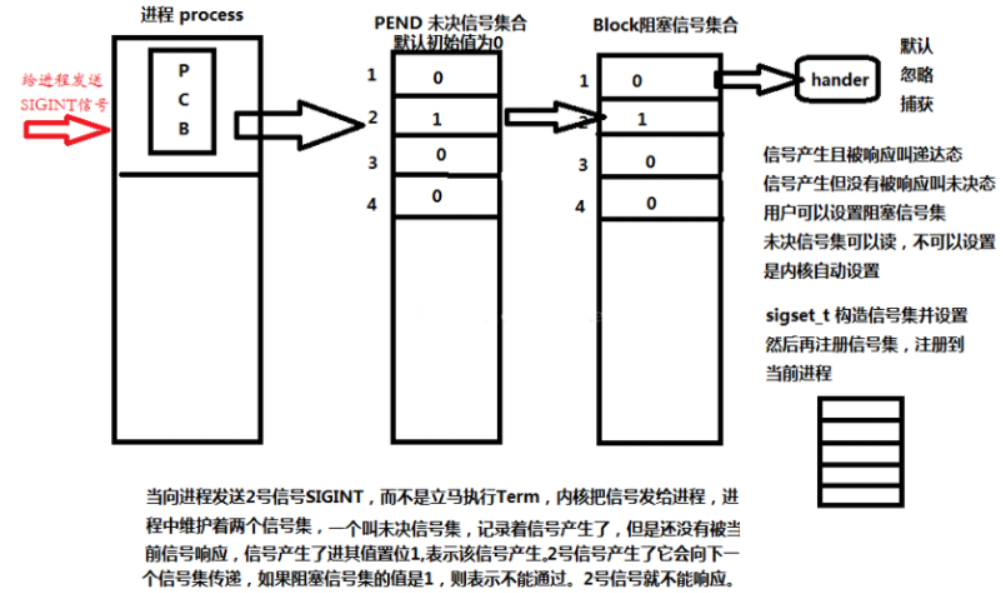 进程 process
PEND 未决信号集合
默认初始值为0
Block阻塞信号集合
给进程发送
SIGINT信号
P
C
B
1
0
2
1
3
0
4
0
1
0
2
1
3
0
4
0
hander
默认
忽略
捕获
信号产生且被响应叫递达态
信号产生但没有被响应叫未决态
用户可以设置阻塞信号集
未决信号集可以读，不可以设置
是内核自动设置
sigset_t 构造信号集并设置
然后再注册信号集，注册到
当前进程
当向进程发送2号信号SIGINT，而不是立马执行Term，内核把信号发给进程，进
程中维护着两个信号集，一个叫未决信号集，记录着信号产生了，但是还没有被当
前信号响应，信号产生了进其值置位1,表示该信号产生。2号信号产生了它会向下一
个信号集传递，如果阻塞信号集的值是1，则表示不能通过。2号信号就不能响应。